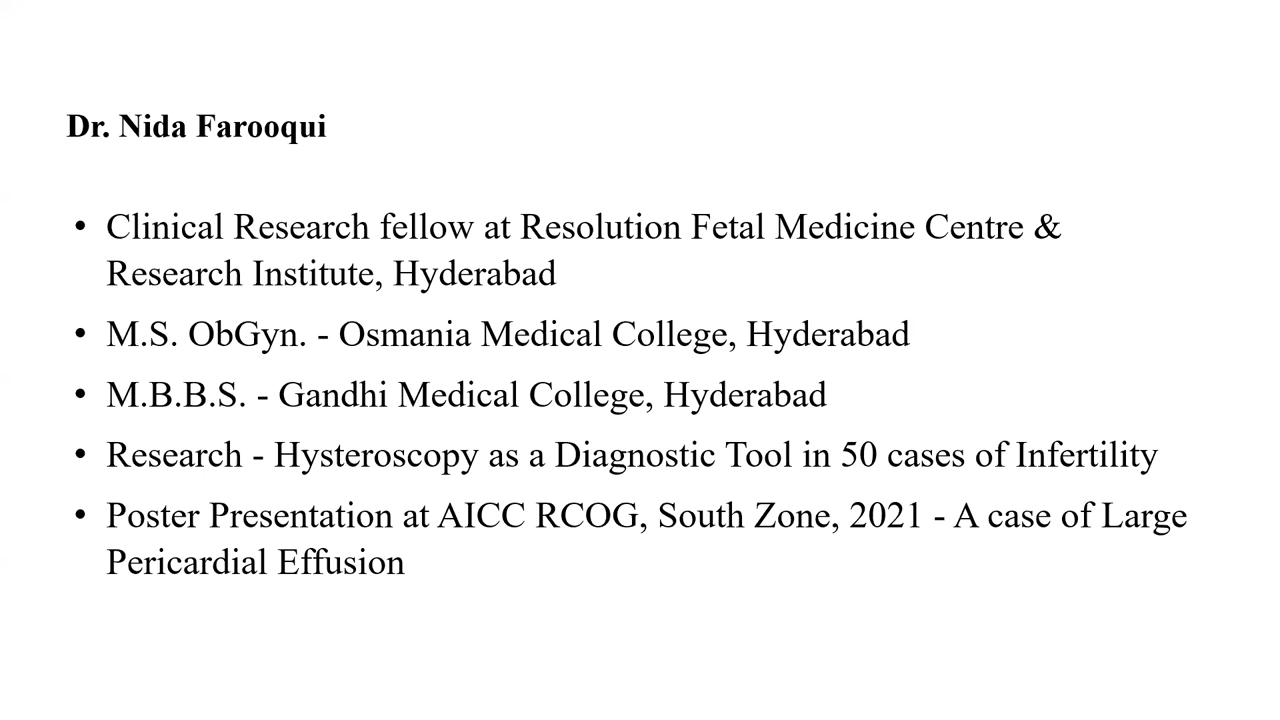 Dr. Nida Farooqui
• Clinical Research fellow at Resolution Fetal Medicine Centre &
Research Institute, Hyderabad
• M.S. ObGyn. - Osmania Medical College, Hyderabad
• M.B.B.S. - Gandhi Medical College, Hyderabad
• Research - Hysteroscopy as a Diagnostic Tool in 50 cases of Infertility
• Poster Presentation at AICC RCOG, South Zone, 2021 - A case of Large
Pericardial Effusion